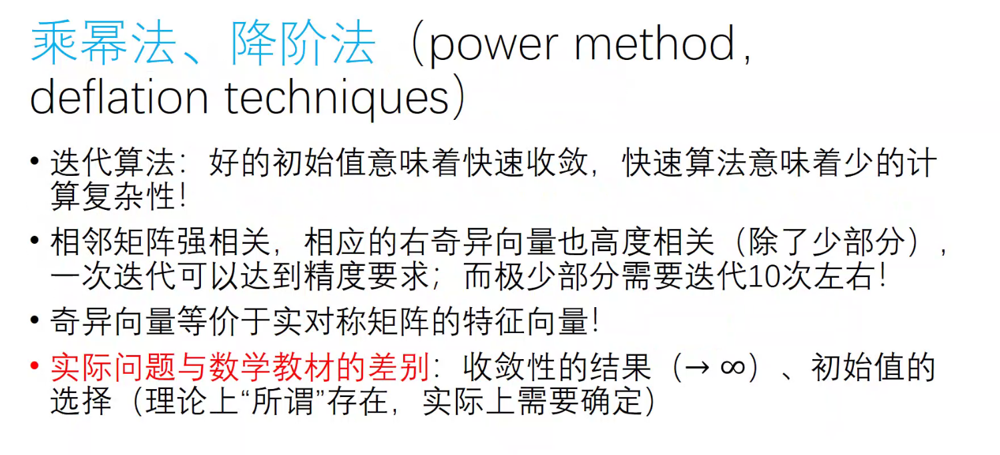 乘幂法、降阶法（power method，
deflation techniques）
• 迭代算法：好的初始值意味着快速收敛，快速算法意味着少的计
算复杂性！
• 相邻矩阵强相关，相应的右奇异向量也高度相关（除了少部分），
一次迭代可以达到精度要求；而极少部分需要迭代10次左右！
• 奇异向量等价于实对称矩阵的特征向量！
• 实际问题与数学教材的差别：收敛性的结果（→ ∞）、初始值的
选择（理论上“所谓”存在，实际上需要确定）